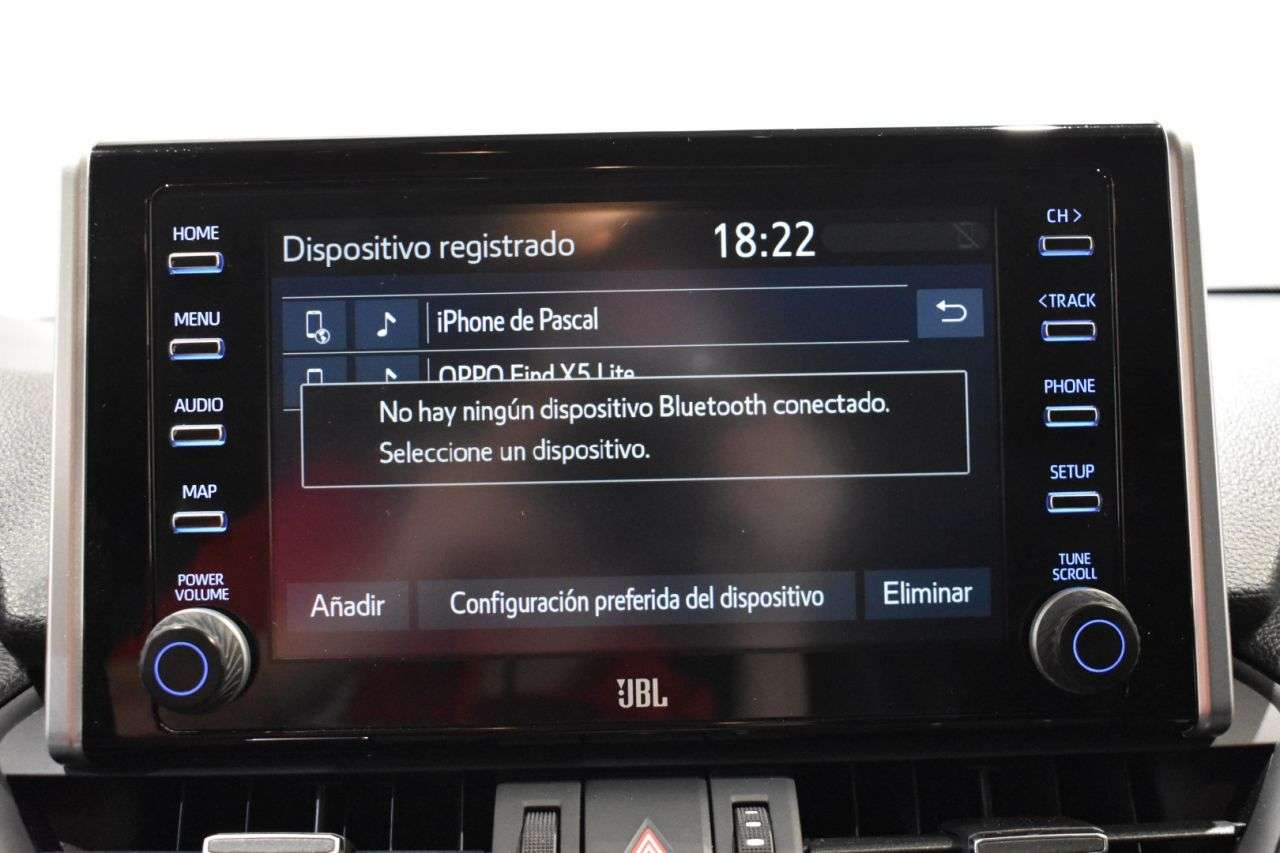 HOME
MENU
AUDIO
MAP
POWER
VOLUME
Dispositivo registrado
18:22
iPhone de Pascal
OPPO Find X5 Lite
No hay ningún dispositivo Bluetooth conectado.
Seleccione un dispositivo.
Añadir
Configuración preferida del dispositivo
Eliminar
JBL
CH >
<TRACK
PHONE
SETUP
TUNE
SCROLL